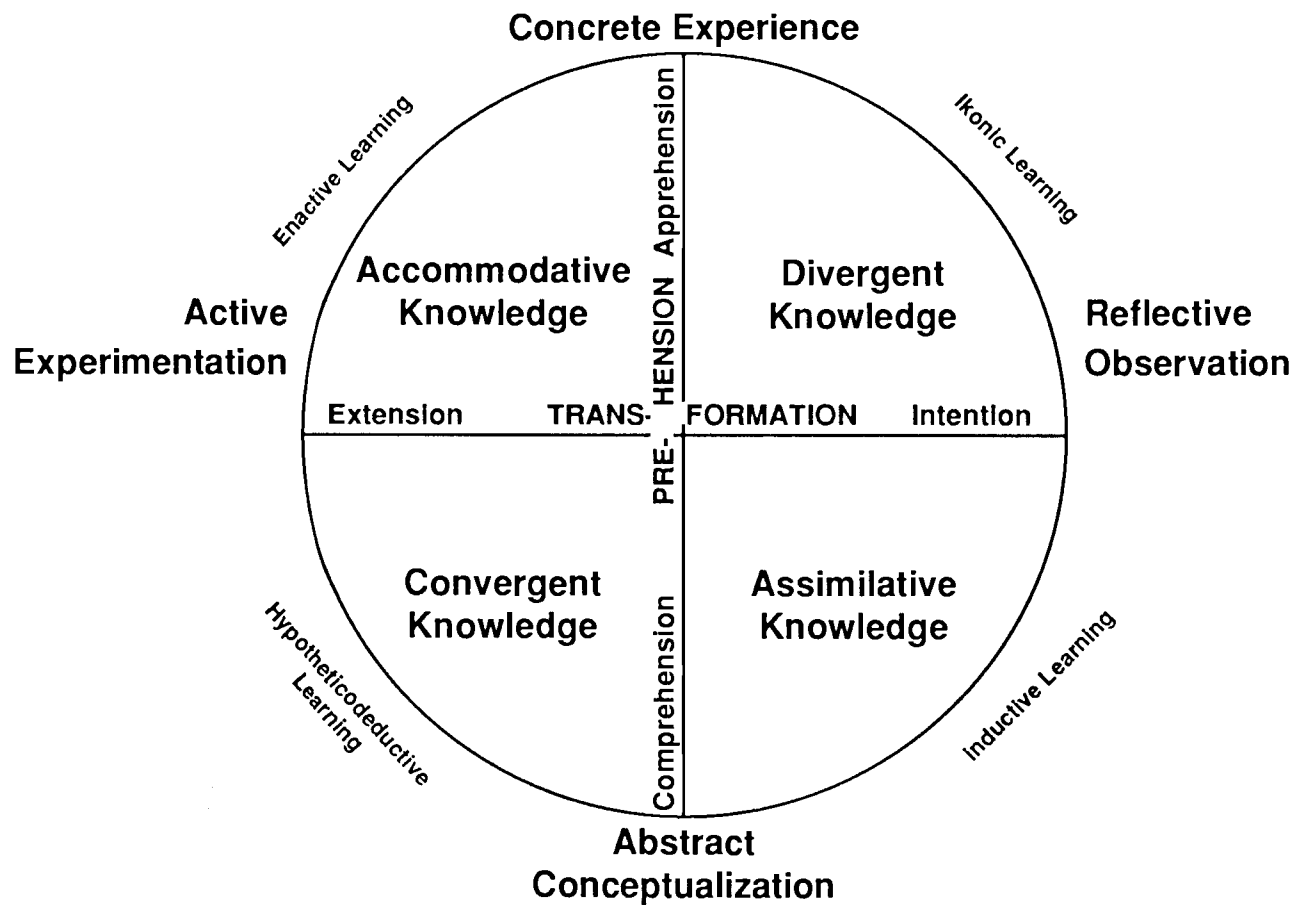 Concrete Experience
Enactive Learning
Ikonic Learning
Apprehension
Accommodative
Knowledge
Divergent
Knowledge
Active
Experimentation
Reflective
Observation
PRE- HENSION
Extension
TRANS- FORMATION
Intention
Convergent
Knowledge
Assimilative
Knowledge
Comprehension
Hypotheticodeductive
Learning
Inductive Learning
Abstract
Conceptualization